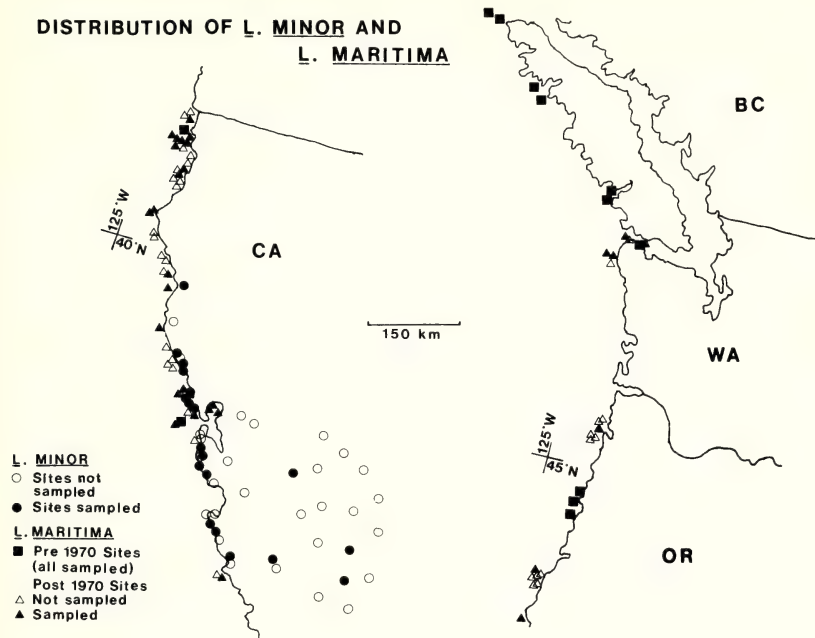 DISTRIBUTION OF L. MINOR AND
L. MARITIMA
BC
125°W
40°N
CA
150 km
WA
125°W
45°N
OR
L. MINOR
○ Sites not
sampled
● Sites sampled
L. MARITIMA
■ Pre 1970 Sites
(all sampled)
Post 1970 Sites
△ Not sampled
▲ Sampled